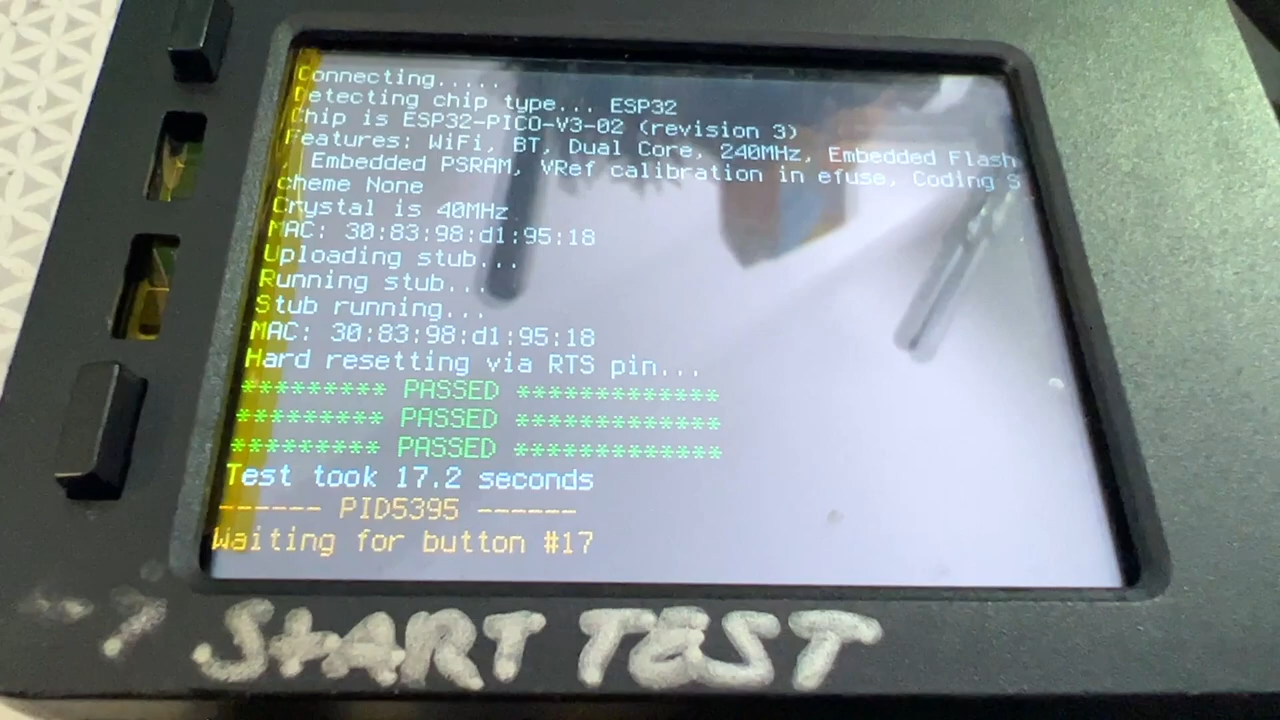 Connecting.....
Detecting chip type... ESP32
Chip is ESP32-PICO-V3-02 (revision 3)
Features: WiFi, BT, Dual Core, 240MHz, Embedded Flash
, Embedded PSRAM, VRef calibration in efuse, Coding S
cheme None
Crystal is 40MHz
MAC: 30:83:98:d1:95:18
Uploading stub...
Running stub...
Stub running...
MAC: 30:83:98:d1:95:18
Hard resetting via RTS pin...
********* PASSED *************
********* PASSED *************
********* PASSED *************
Test took 17.2 seconds
------ PID5395 ------
Waiting for button #17
START TEST